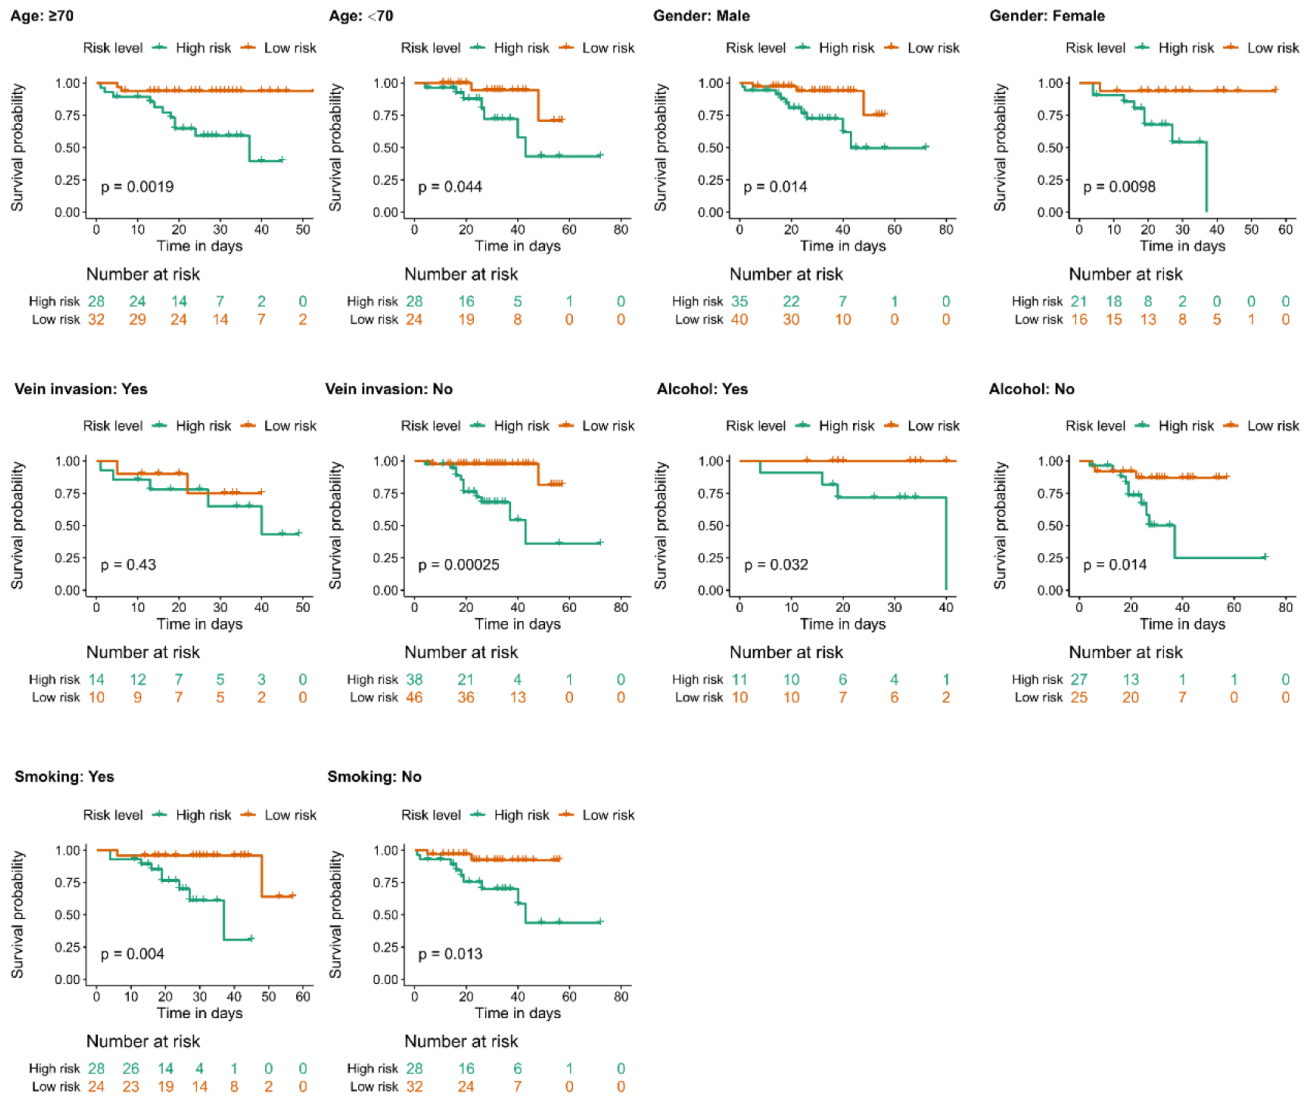 Age: ≥70
Risk level High risk Low risk
Survival probability
1.00
0.75
0.50
0.25
0.00
p = 0.0019
0 10 20 30 40 50
Time in days
Number at risk
High risk 28 24 14 7 2 0
Low risk 32 29 24 14 7 2
Age: <70
Risk level High risk Low risk
Survival probability
1.00
0.75
0.50
0.25
0.00
p = 0.044
0 20 40 60 80
Time in days
Number at risk
High risk 28 16 5 1 0
Low risk 24 19 8 0 0
Gender: Male
Risk level High risk Low risk
Survival probability
1.00
0.75
0.50
0.25
0.00
p = 0.014
0 20 40 60 80
Time in days
Number at risk
High risk 35 22 7 1 0
Low risk 40 30 10 0 0
Gender: Female
Risk level High risk Low risk
Survival probability
1.00
0.75
0.50
0.25
0.00
p = 0.0098
0 10 20 30 40 50 60
Time in days
Number at risk
High risk 21 18 8 2 0 0 0
Low risk 16 15 13 8 5 1 0
Vein invasion: Yes
Risk level High risk Low risk
Survival probability
1.00
0.75
0.50
0.25
0.00
p = 0.43
0 10 20 30 40 50
Time in days
Number at risk
High risk 14 12 7 5 3 0
Low risk 10 9 7 5 2 0
Vein invasion: No
Risk level High risk Low risk
Survival probability
1.00
0.75
0.50
0.25
0.00
p = 0.00025
0 20 40 60 80
Time in days
Number at risk
High risk 38 21 4 1 0
Low risk 46 36 13 0 0
Alcohol: Yes
Risk level High risk Low risk
Survival probability
1.00
0.75
0.50
0.25
0.00
p = 0.032
0 10 20 30 40
Time in days
Number at risk
High risk 11 10 6 4 1
Low risk 10 10 7 6 2
Alcohol: No
Risk level High risk Low risk
Survival probability
1.00
0.75
0.50
0.25
0.00
p = 0.014
0 20 40 60 80
Time in days
Number at risk
High risk 27 13 1 1 0
Low risk 25 20 7 0 0
Smoking: Yes
Risk level High risk Low risk
Survival probability
1.00
0.75
0.50
0.25
0.00
p = 0.004
0 10 20 30 40 50 60
Time in days
Number at risk
High risk 28 26 14 4 1 0 0
Low risk 24 23 19 14 8 2 0
Smoking: No
Risk level High risk Low risk
Survival probability
1.00
0.75
0.50
0.25
0.00
p = 0.013
0 20 40 60 80
Time in days
Number at risk
High risk 28 16 6 1 0
Low risk 32 24 7 0 0